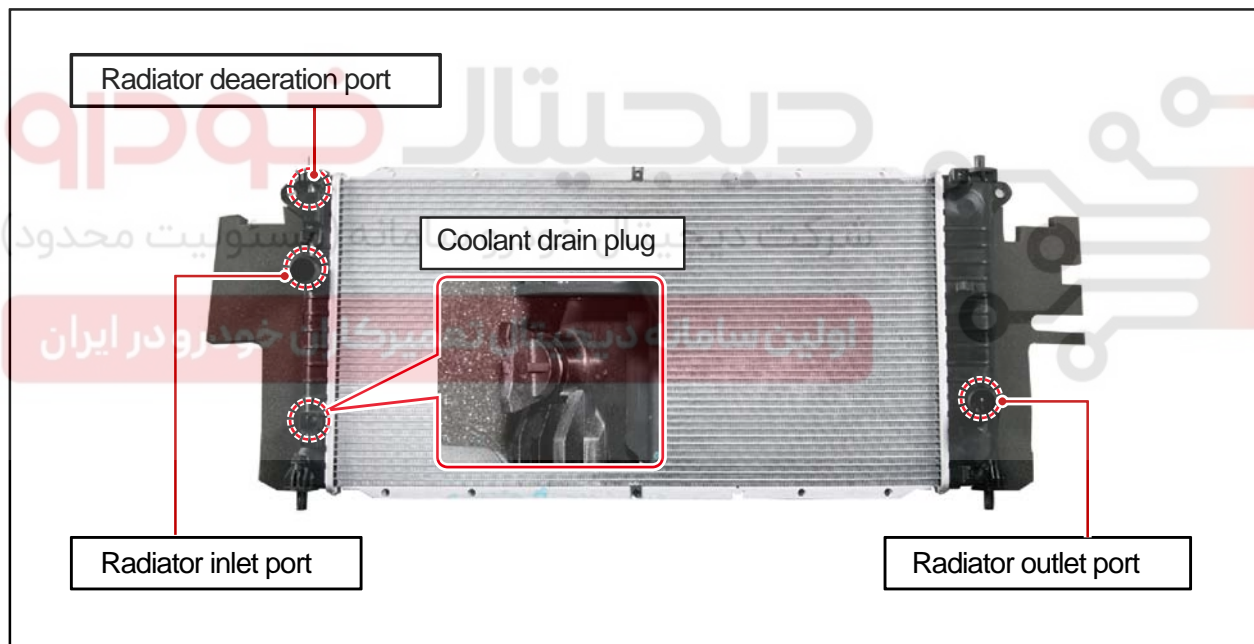 Radiator deaeration port
دیجیتال خودرو
Coolant drain plug
شرکت دیجیتال خودرو سامانه (مسئولیت محدود)
اولین سامانه دیجیتال تعمیرکاران خودرو در ایران
Radiator inlet port
Radiator outlet port